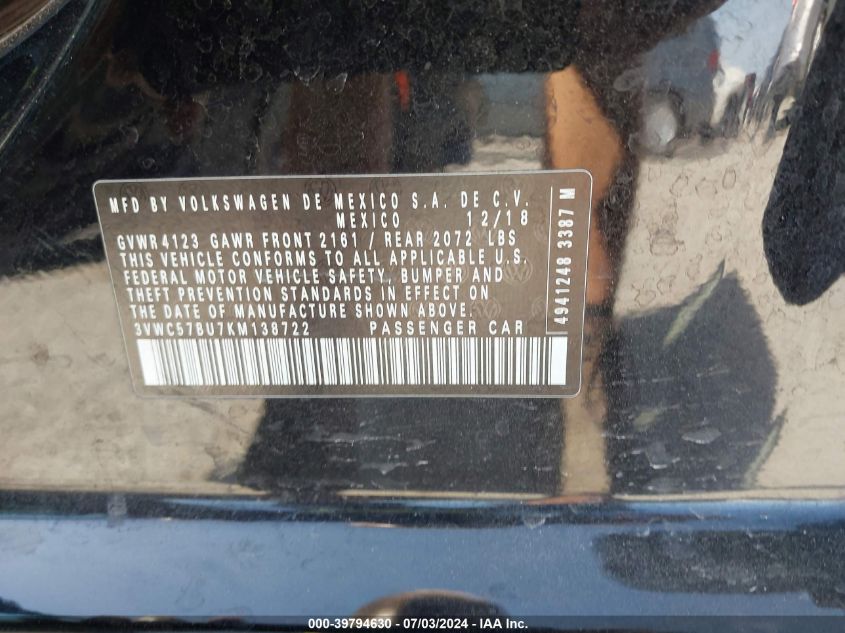 MFD BY VOLKSWAGEN DE MEXICO S.A. DE C.V.
MEXICO 12/18
GVWR 4123 GAWR FRONT 2161 / REAR 2072 LBS
THIS VEHICLE CONFORMS TO ALL APPLICABLE U.S.
FEDERAL MOTOR VEHICLE SAFETY, BUMPER AND
THEFT PREVENTION STANDARDS IN EFFECT ON
THE DATE OF MANUFACTURE SHOWN ABOVE.
3VWC57BU7KM138722 PASSENGER CAR
4941248 3387 M
000-39794630 - 07/03/2024 - IAAI.com